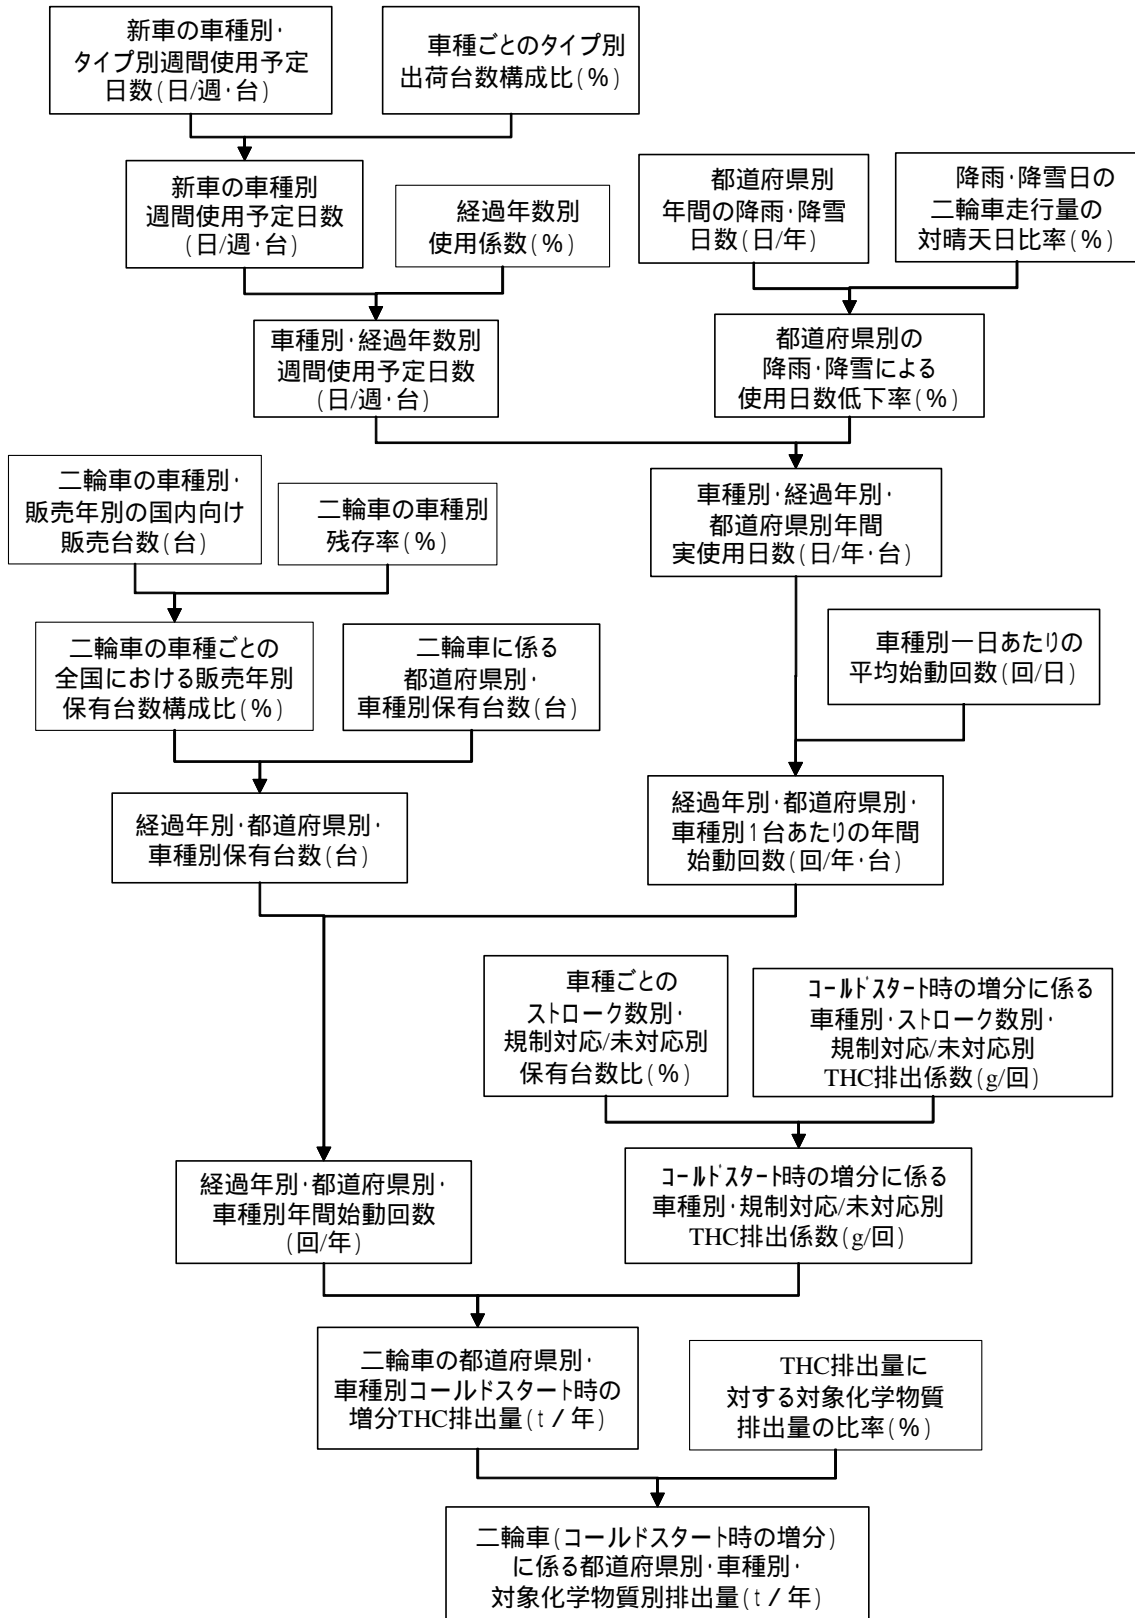 新車の車種別・
タイプ別週間使用予定
日数(日/週・台)
車種ごとのタイプ別
出荷台数構成比(%)
新車の車種別
週間使用予定日数
(日/週・台)
経過年数別
使用係数(%)
都道府県別
年間の降雨・降雪
日数(日/年)
降雨・降雪日の
二輪車走行量の
対晴天日比率(%)
車種別・経過年数別
週間使用予定日数
(日/週・台)
都道府県別の
降雨・降雪による
使用日数低下率(%)
二輪車の車種別・
販売年別の国内向け
販売台数(台)
二輪車の車種別
残存率(%)
車種別・経過年別・
都道府県別年間
実使用日数(日/年・台)
二輪車の車種ごとの
全国における販売年別
保有台数構成比(%)
二輪車に係る
都道府県別・
車種別保有台数(台)
車種別一日あたりの
平均始動回数(回/日)
経過年別・都道府県別・
車種別保有台数(台)
経過年別・都道府県別・
車種別1台あたりの年間
始動回数(回/年・台)
車種ごとの
ストローク数別・
規制対応/未対応別
保有台数比(%)
コールドスタート時の増分に係る
車種別・ストローク数別・
規制対応/未対応別
THC排出係数(g/回)
経過年別・都道府県別・
車種別年間始動回数
(回/年)
コールドスタート時の増分に係る
車種別・規制対応/未対応別
THC排出係数(g/回)
二輪車の都道府県別・
車種別コールドスタート時の
増分THC排出量(t/年)
THC排出量に
対する対象化学物質
排出量の比率(%)
二輪車(コールドスタート時の増分)
に係る都道府県別・車種別・
対象化学物質別排出量(t/年)